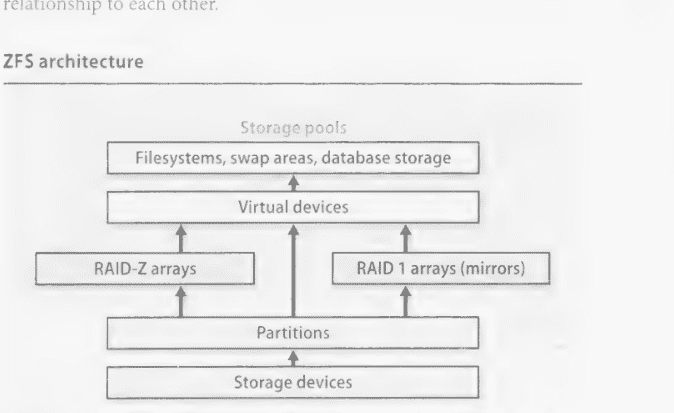 relationship to each other.
ZFS architecture
Storage pools
Filesystems, swap areas, database storage
Virtual devices
RAID-Z arrays
RAID 1 arrays (mirrors)
Partitions
Storage devices